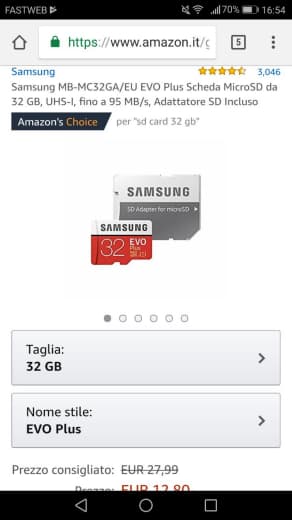 FASTWEB
70% 16:54
https://www.amazon.it/g
5
Samsung
3,046
Samsung MB-MC32GA/EU EVO Plus Scheda MicroSD da
32 GB, UHS-I, fino a 95 MB/s, Adattatore SD Incluso
Amazon's Choice per "sd card 32 gb"
SAMSUNG
SD Adapter for microSD
SAMSUNG
32 EVO
Plus
Taglia:
32 GB
Nome stile:
EVO Plus
Prezzo consigliato: EUR 27,99
Prezzo: EUR 12,80